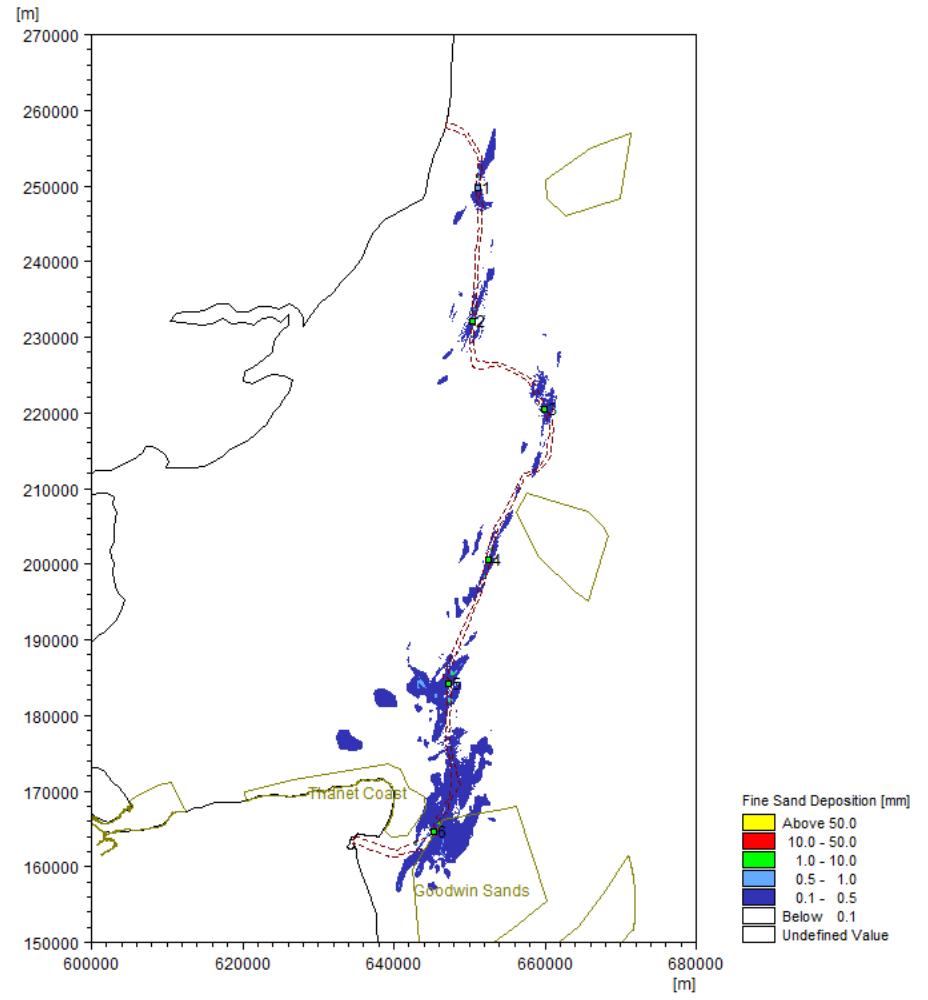 [m]
270000
260000
250000
1
240000
230000
2
220000
3
210000
200000
4
190000
5
180000
170000
Thanet Coast
6
160000
Goodwin Sands
150000
600000 620000 640000 660000 680000
[m]
Fine Sand Deposition [mm]
Above 50.0
10.0 - 50.0
1.0 - 10.0
0.5 - 1.0
0.1 - 0.5
Below 0.1
Undefined Value